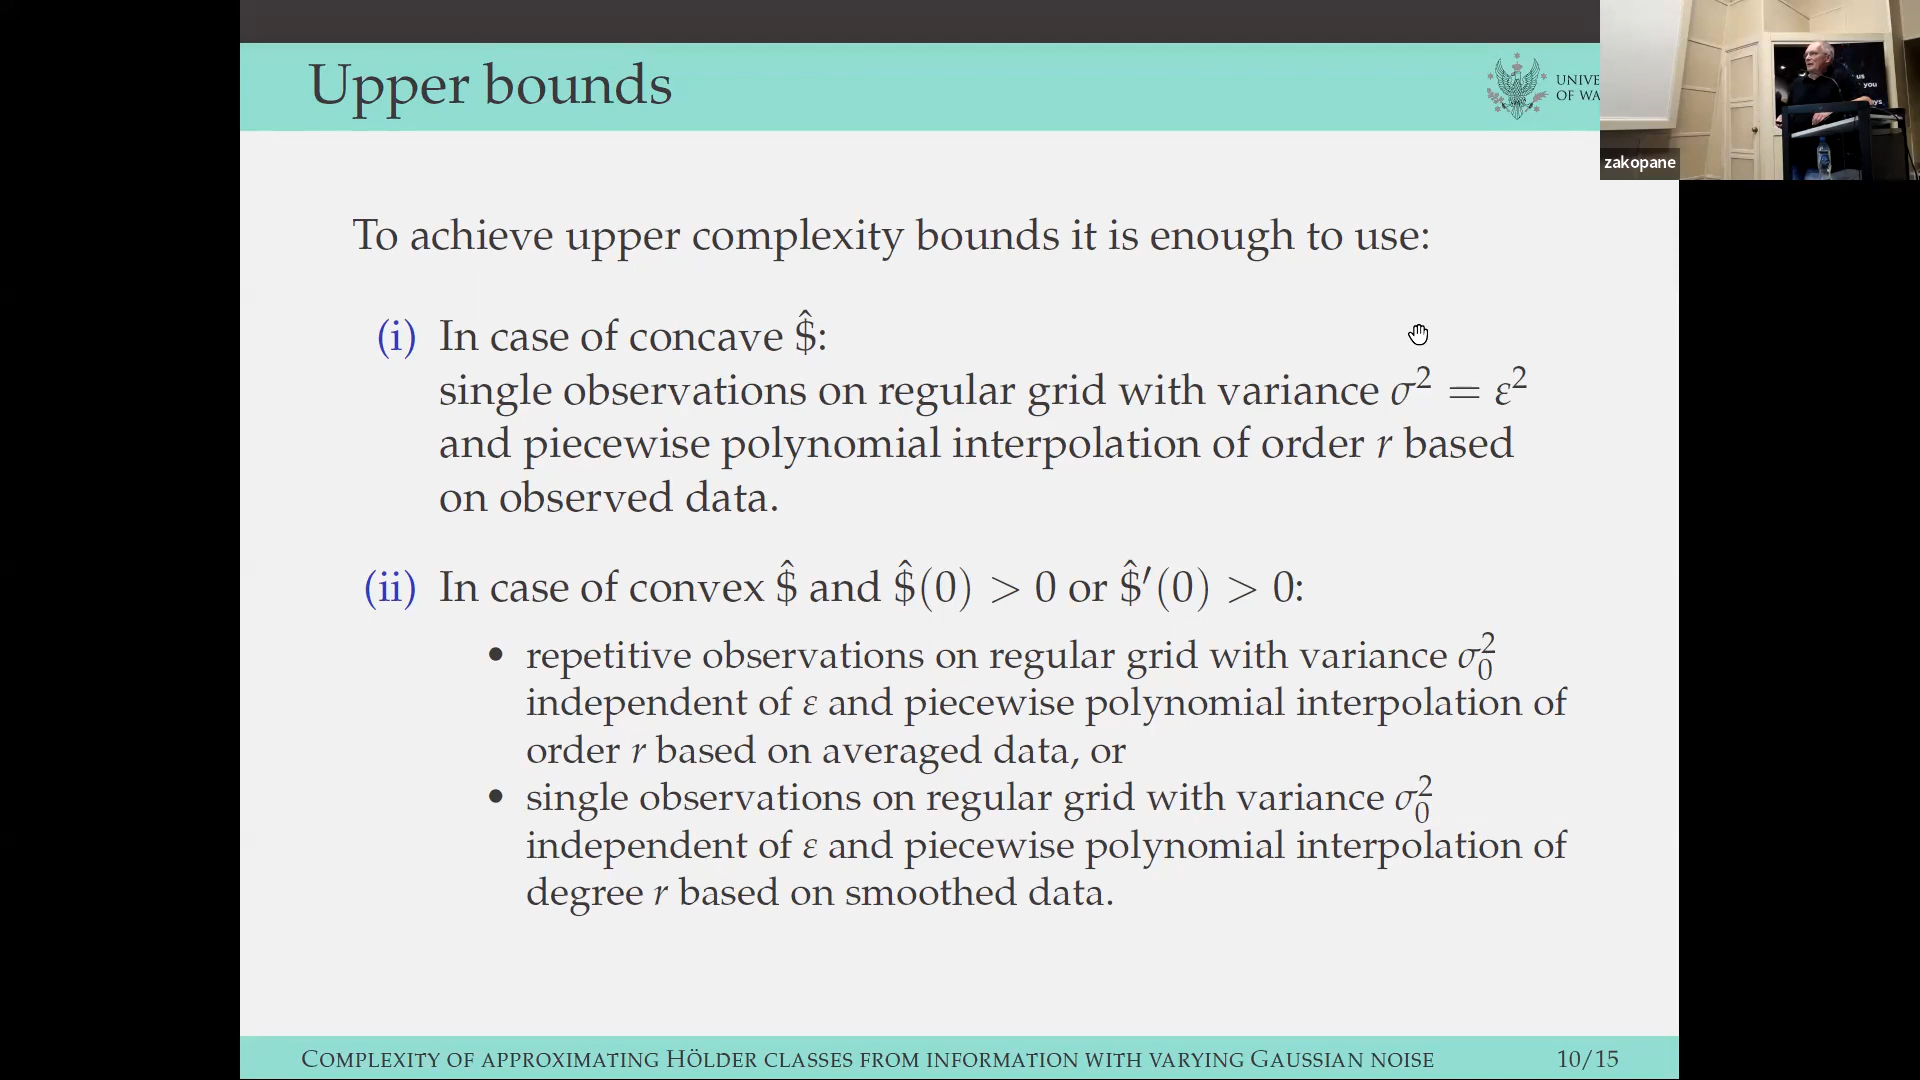 Upper bounds
UNIVE
OF WA
us
you
zakopane
To achieve upper complexity bounds it is enough to use:
(i) In case of concave $̂:
single observations on regular grid with variance σ² = ε²
and piecewise polynomial interpolation of order r based
on observed data.
(ii) In case of convex $̂ and $̂(0) > 0 or $̂′(0) > 0:
• repetitive observations on regular grid with variance σ₀²
independent of ε and piecewise polynomial interpolation of
order r based on averaged data, or
• single observations on regular grid with variance σ₀²
independent of ε and piecewise polynomial interpolation of
degree r based on smoothed data.
COMPLEXITY OF APPROXIMATING HÖLDER CLASSES FROM INFORMATION WITH VARYING GAUSSIAN NOISE 10/15